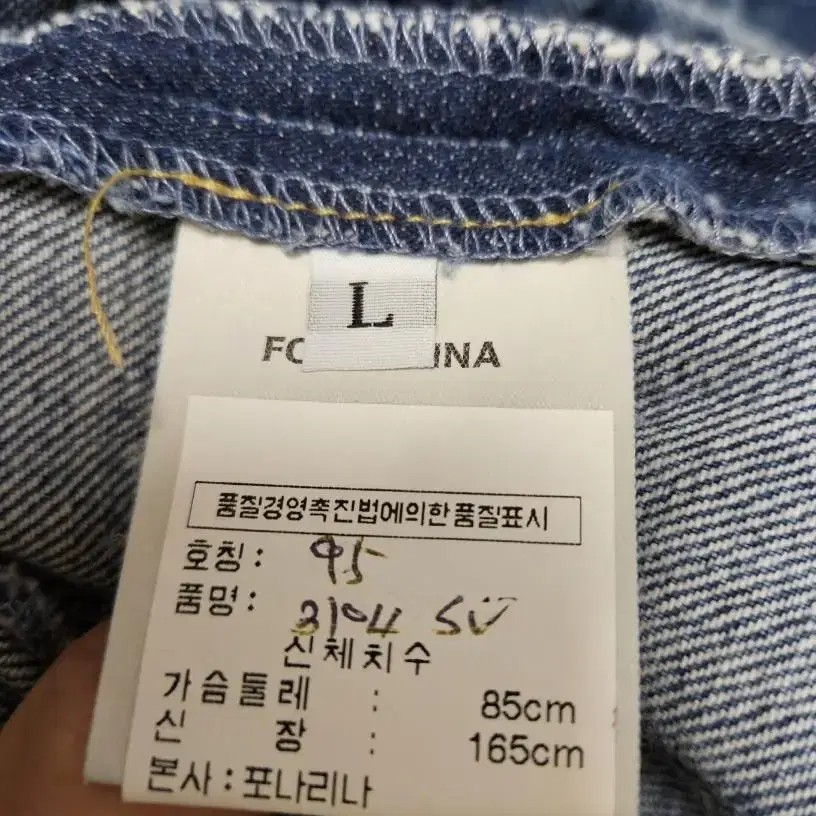 L
FO INA
품질경영촉진법에의한품질표시
호칭: 95
품명: 3104 SV
신체치수
가슴둘레 : 85cm
신 장 : 165cm
본사:포나리나